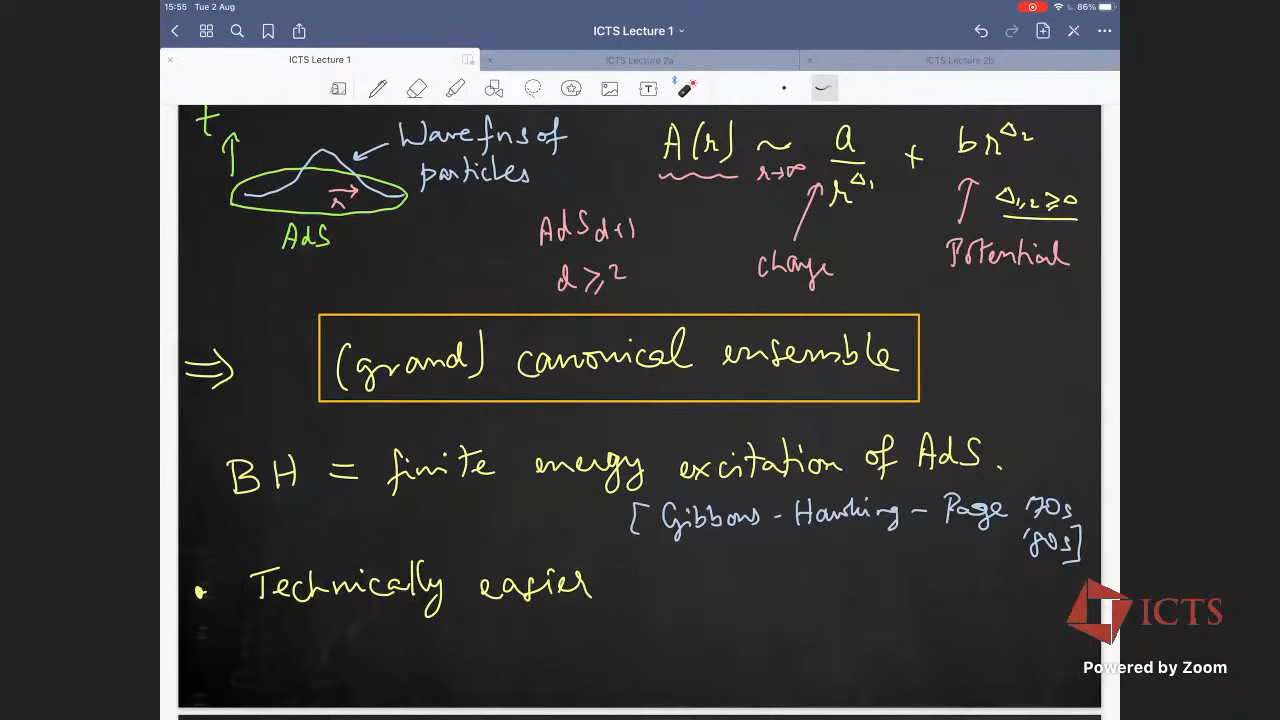 15:55 Tue 2 Aug
86%
ICTS Lecture 1
ICTS Lecture 1
ICTS Lecture 2a
ICTS Lecture 2b
t
Wavefns of
particles
r
AdS
A(r) ~ a/r^Δ₁ + b r^Δ₂
r→∞
Δ₁,₂ ⩾ 0
AdS_d+1
d ⩾ 2
charge
Potential
⇒ (grand) canonical ensemble
BH = finite energy excitation of AdS.
[Gibbons - Hawking - Page '70s
'80s]
• Technically easier
ICTS
Powered by Zoom